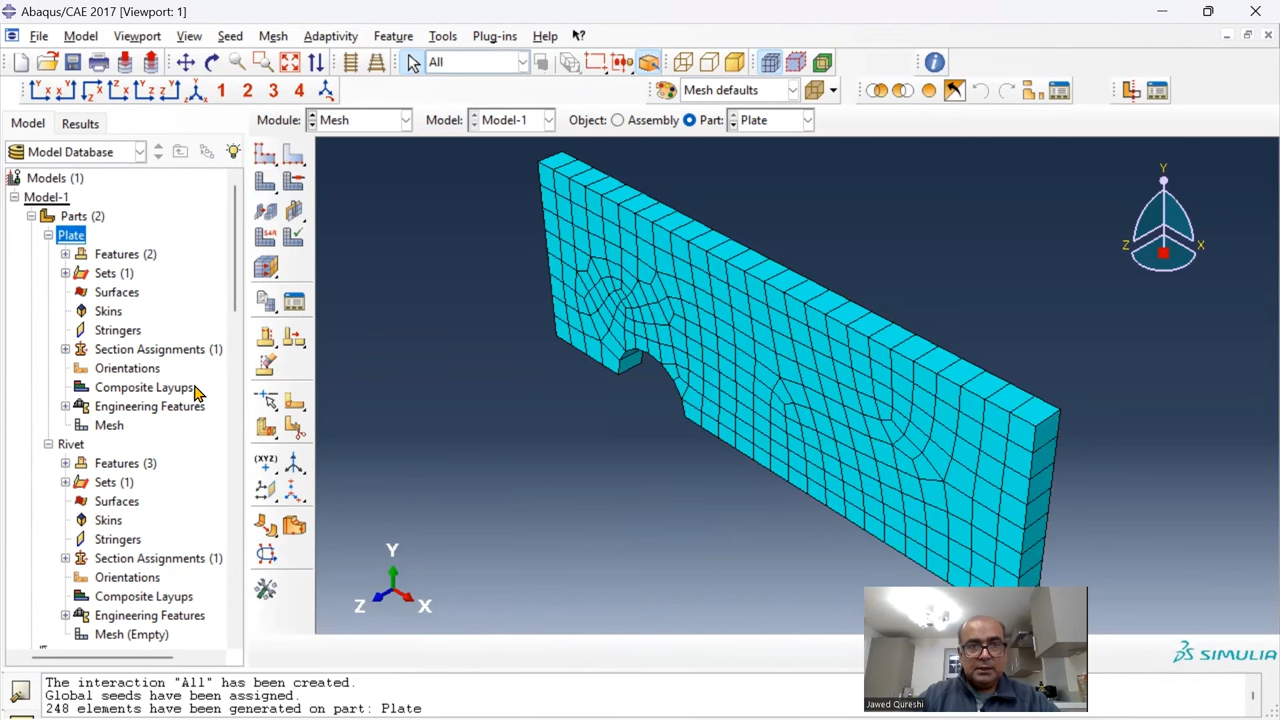 Abaqus/CAE 2017 [Viewport: 1]
File Model Viewport View Seed Mesh Adaptivity Feature Tools Plug-ins Help
All
1 2 3 4
Mesh defaults
Model Results
Module: Mesh Model: Model-1 Object: Assembly Part: Plate
Model Database
Models (1)
Model-1
Parts (2)
Plate
Features (2)
Sets (1)
Surfaces
Skins
Stringers
Section Assignments (1)
Orientations
Composite Layups
Engineering Features
Mesh
Rivet
Features (3)
Sets (1)
Surfaces
Skins
Stringers
Section Assignments (1)
Orientations
Composite Layups
Engineering Features
Mesh (Empty)
(XYZ)
Y
Z X
Y
Z X
SIMULIA
Jawed Qureshi
The interaction "All" has been created.
Global seeds have been assigned.
248 elements have been generated on part: Plate